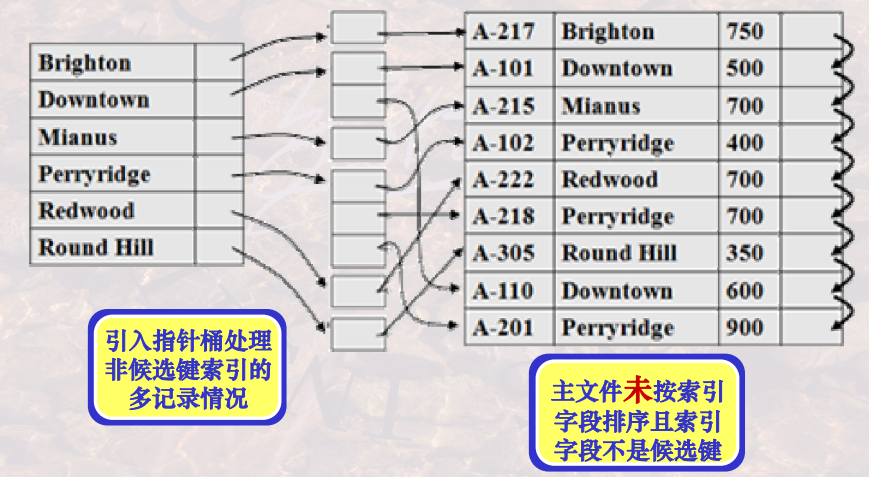 Brighton
Downtown
Mianus
Perryridge
Redwood
Round Hill
A-217 Brighton 750
A-101 Downtown 500
A-215 Mianus 700
A-102 Perryridge 400
A-222 Redwood 700
A-218 Perryridge 700
A-305 Round Hill 350
A-110 Downtown 600
A-201 Perryridge 900
引入指针桶处理
非候选键索引的
多记录情况
主文件未按索引
字段排序且索引
字段不是候选键